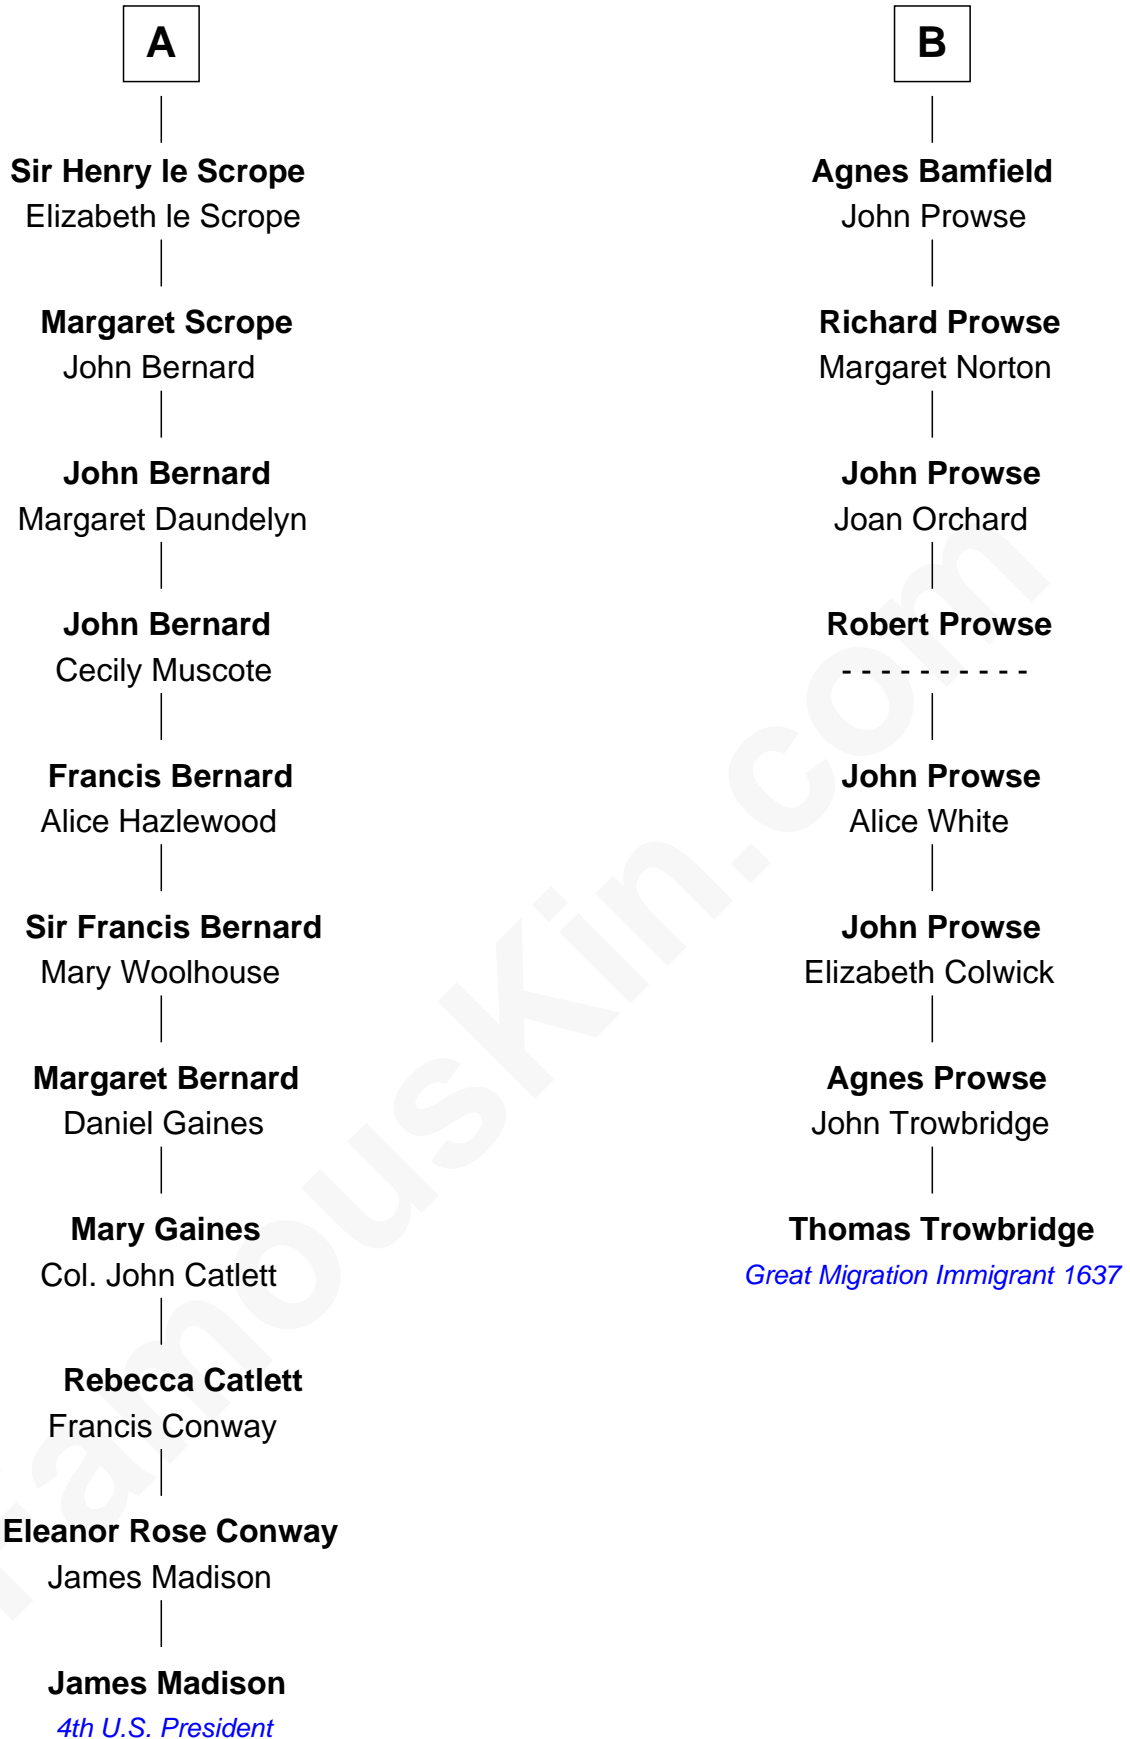 A
Sir Henry le Scrope
Elizabeth le Scrope
Margaret Scrope
John Bernard
John Bernard
Margaret Daundelyn
John Bernard
Cecily Muscote
Francis Bernard
Alice Hazlewood
Sir Francis Bernard
Mary Woolhouse
Margaret Bernard
Daniel Gaines
Mary Gaines
Col. John Catlett
Rebecca Catlett
Francis Conway
Eleanor Rose Conway
James Madison
James Madison
4th U.S. President
B
Agnes Bamfield
John Prowse
Richard Prowse
Margaret Norton
John Prowse
Joan Orchard
Robert Prowse
- - - - - - - - - -
John Prowse
Alice White
John Prowse
Elizabeth Colwick
Agnes Prowse
John Trowbridge
Thomas Trowbridge
Great Migration Immigrant 1637
FamousKin.com